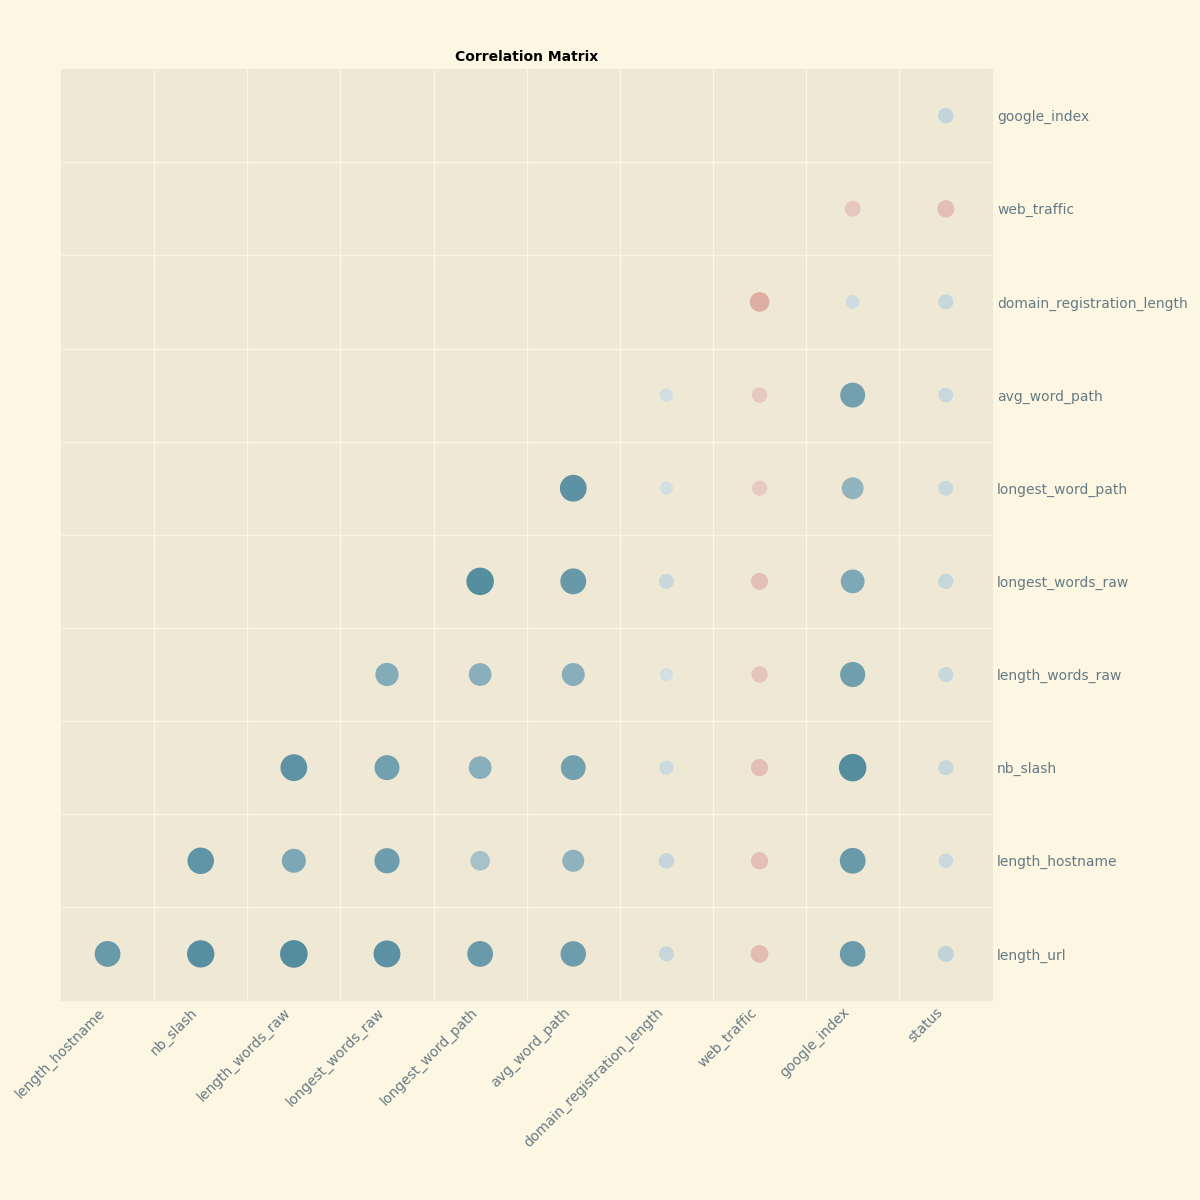 Correlation Matrix
google_index
web_traffic
domain_registration_length
avg_word_path
longest_word_path
longest_words_raw
length_words_raw
nb_slash
length_hostname
length_url
length_hostname
nb_slash
length_words_raw
longest_words_raw
longest_word_path
avg_word_path
domain_registration_length
web_traffic
google_index
status